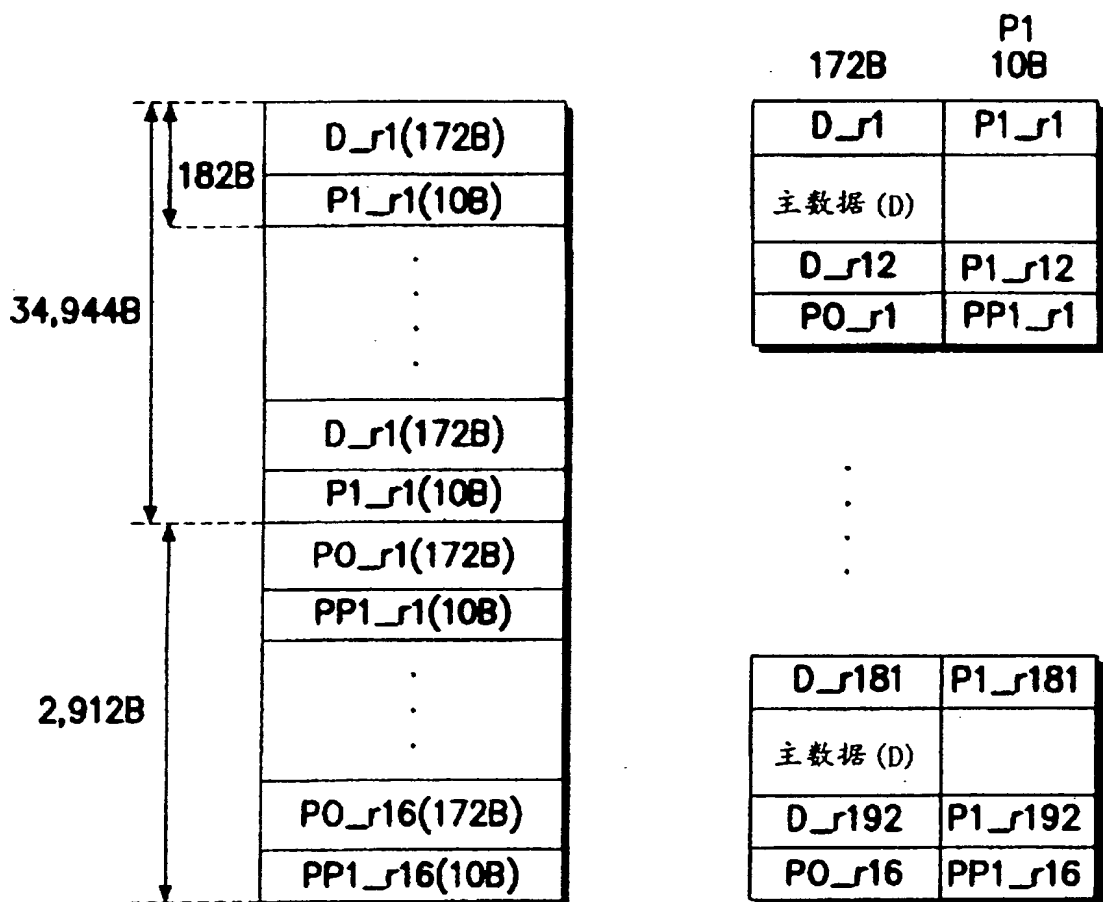 D_r1(172B)
182B
P1_r1(10B)
34,944B
D_r1(172B)
P1_r1(10B)
PO_r1(172B)
PP1_r1(10B)
2,912B
PO_r16(172B)
PP1_r16(10B)
P1
172B 10B
D_r1 P1_r1
主数据(D)
D_r12 P1_r12
PO_r1 PP1_r1
D_r181 P1_r181
主数据(D)
D_r192 P1_r192
PO_r16 PP1_r16